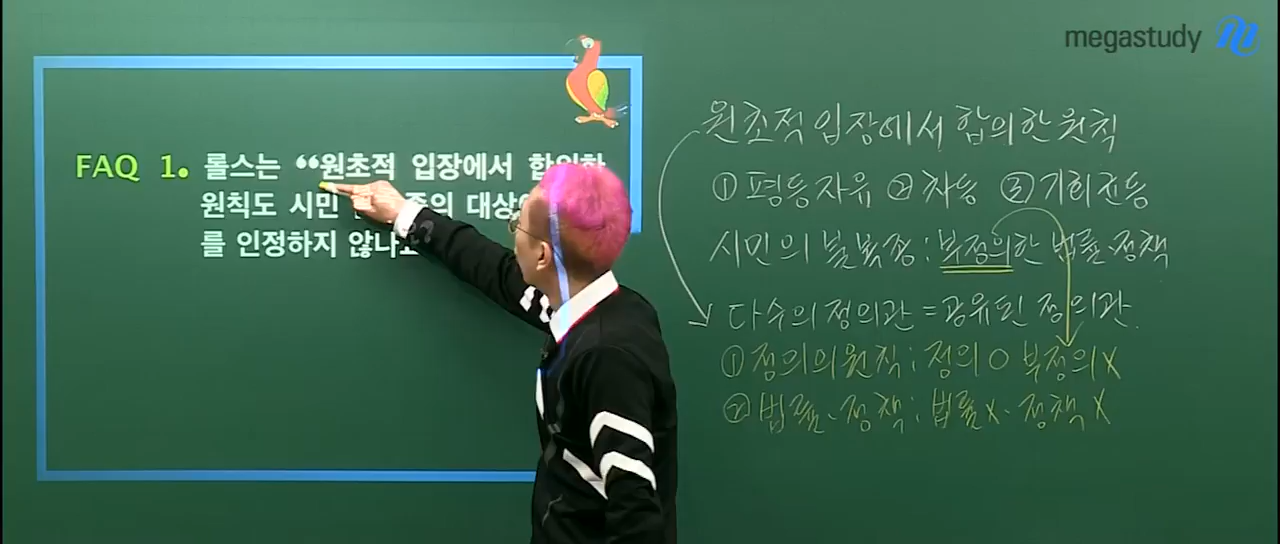 megastudy
FAQ 1. 롤스는 “원초적 입장에서 합의한
원칙도 시민 대상
를 인정하지 않나
원초적 입장에서 합의한 원칙
① 평등자유 ② 차등 ③ 기회균등
시민의 불복종 : 부정의한 법률·정책
다수의 정의관 = 공유된 정의관.
① 정의의 원칙 : 정의 O 부정의 X
② 법률·정책 : 법률 X · 정책 X